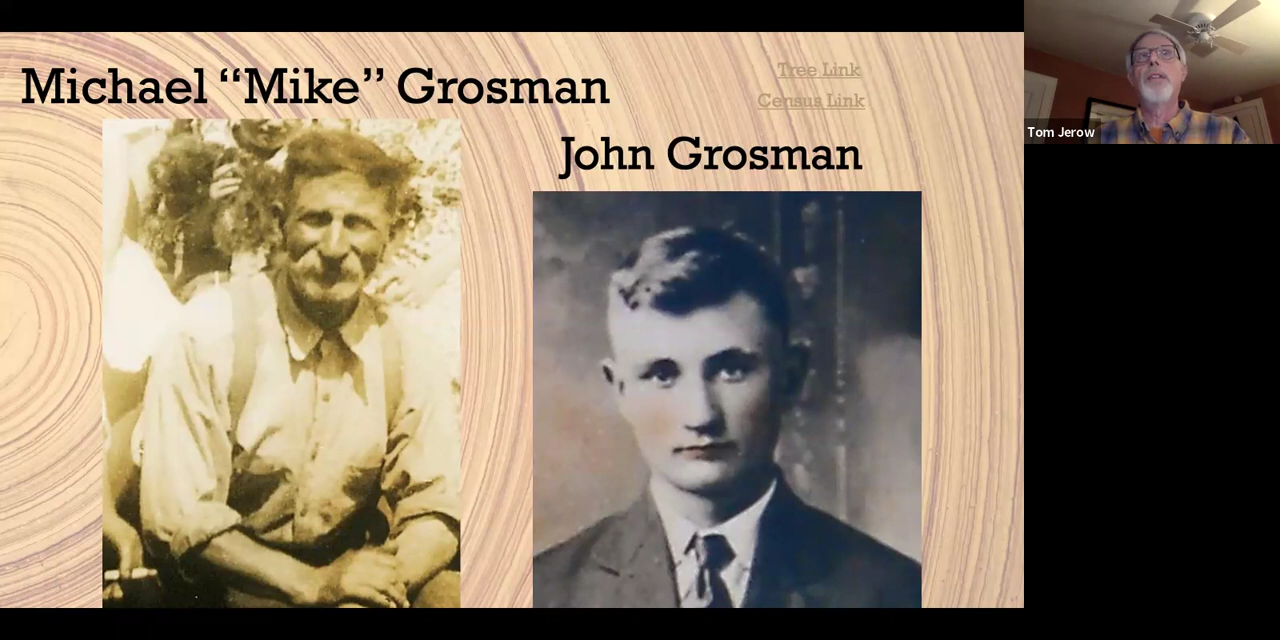 Michael “Mike” Grosman
Tree Link
Census Link
John Grosman
Tom Jerow